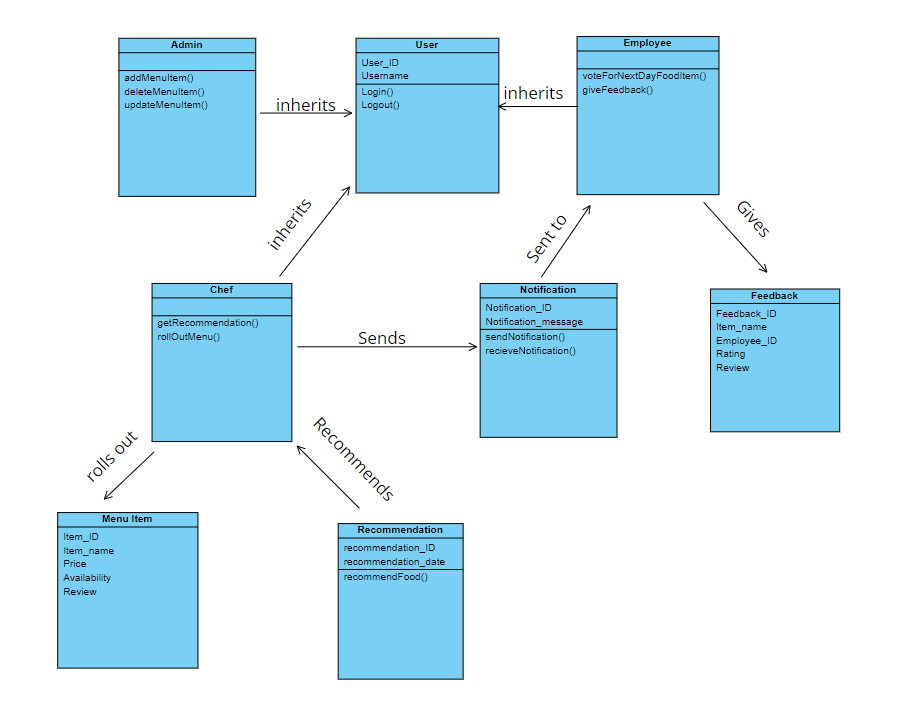 Admin
addMenuItem()
deleteMenuItem()
updateMenuItem()
inherits
User
User_ID
Username
Login()
Logout()
inherits
Employee
voteForNextDayFoodItem()
giveFeedback()
inherits
Sent to
Gives
Chef
getRecommendation()
rollOutMenu()
Sends
Notification
Notification_ID
Notification_message
sendNotification()
recieveNotification()
Feedback
Feedback_ID
Item_name
Employee_ID
Rating
Review
rolls out
Recommends
Menu Item
Item_ID
Item_name
Price
Availability
Review
Recommendation
recommendation_ID
recommendation_date
recommendFood()